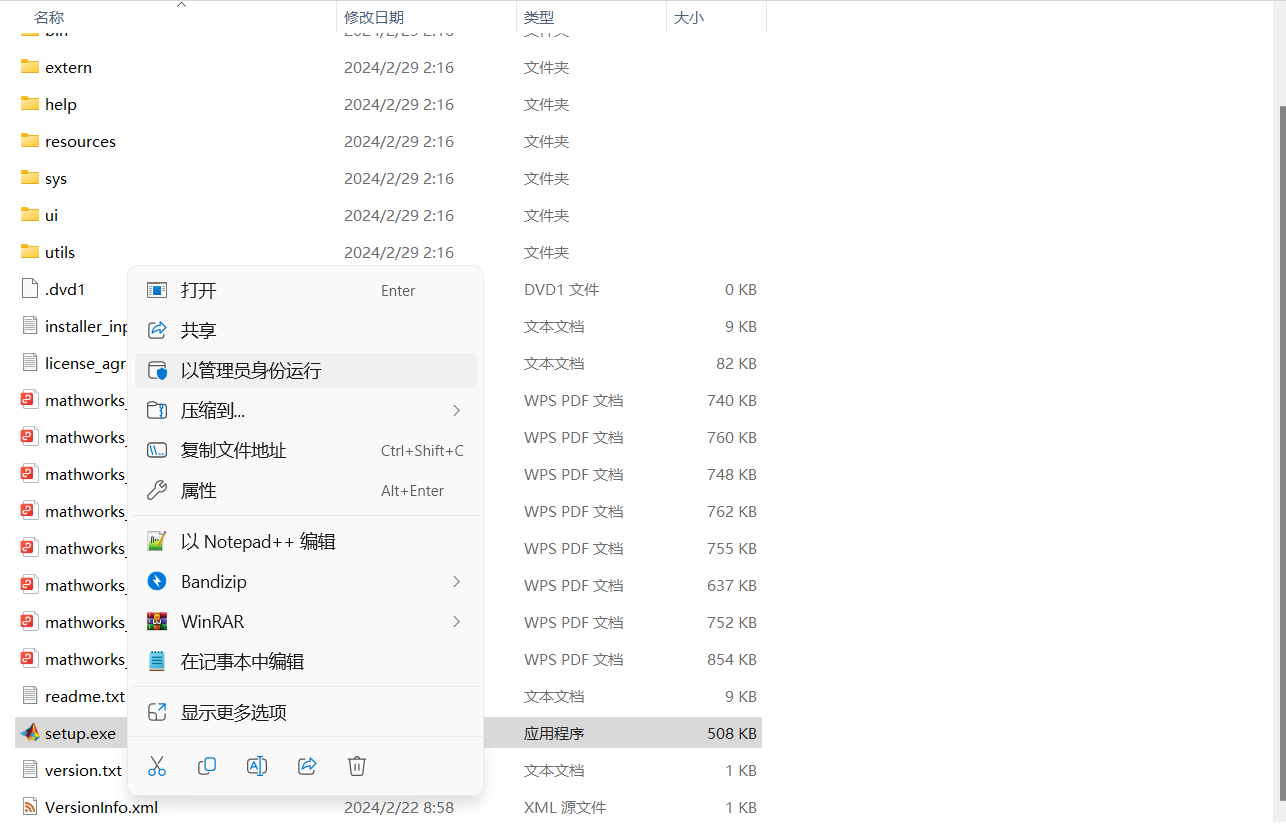 名称 修改日期 类型 大小
bin 2024/2/29 2:16 文件夹
extern 2024/2/29 2:16 文件夹
help 2024/2/29 2:16 文件夹
resources 2024/2/29 2:16 文件夹
sys 2024/2/29 2:16 文件夹
ui 2024/2/29 2:16 文件夹
utils 2024/2/29 2:16 文件夹
.dvd1 DVD1 文件 0 KB
installer_inp 文本文档 9 KB
license_agr 文本文档 82 KB
mathworks_ WPS PDF 文档 740 KB
mathworks_ WPS PDF 文档 760 KB
mathworks_ WPS PDF 文档 748 KB
mathworks_ WPS PDF 文档 762 KB
mathworks_ WPS PDF 文档 755 KB
mathworks_ WPS PDF 文档 637 KB
mathworks_ WPS PDF 文档 752 KB
mathworks_ WPS PDF 文档 854 KB
readme.txt 文本文档 9 KB
setup.exe 应用程序 508 KB
version.txt 文本文档 1 KB
VersionInfo.xml 2024/2/22 8:58 XML 源文件 1 KB
打开 Enter
共享
以管理员身份运行
压缩到...
复制文件地址 Ctrl+Shift+C
属性 Alt+Enter
以 Notepad++ 编辑
Bandizip
WinRAR
在记事本中编辑
显示更多选项